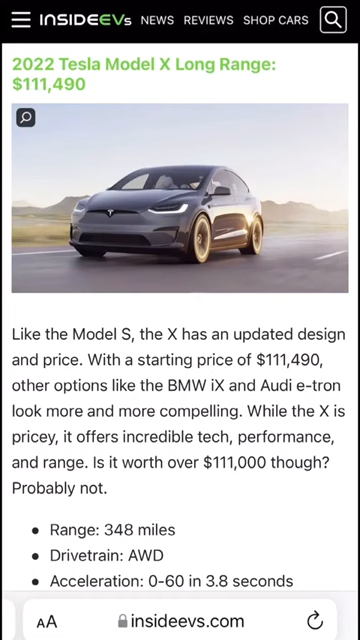 INSIDEEVs NEWS REVIEWS SHOP CARS
2022 Tesla Model X Long Range:
$111,490
Like the Model S, the X has an updated design
and price. With a starting price of $111,490,
other options like the BMW iX and Audi e-tron
look more and more compelling. While the X is
pricey, it offers incredible tech, performance,
and range. Is it worth over $111,000 though?
Probably not.
• Range: 348 miles
• Drivetrain: AWD
• Acceleration: 0-60 in 3.8 seconds
AA insideevs.com